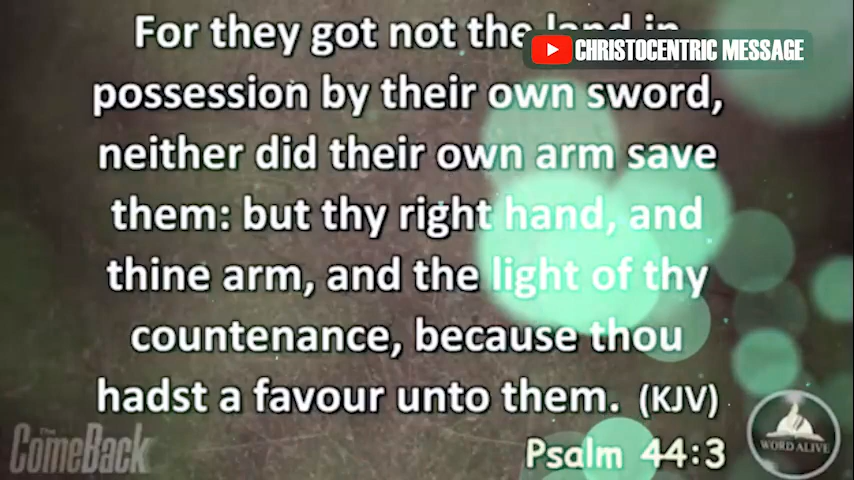 For they got not the land in
CHRISTOCENTRIC MESSAGE
possession by their own sword,
neither did their own arm save
them: but thy right hand, and
thine arm, and the light of thy
countenance, because thou
hadst a favour unto them. (KJV)
Psalm 44:3
The
ComeBack
WORD ALIVE